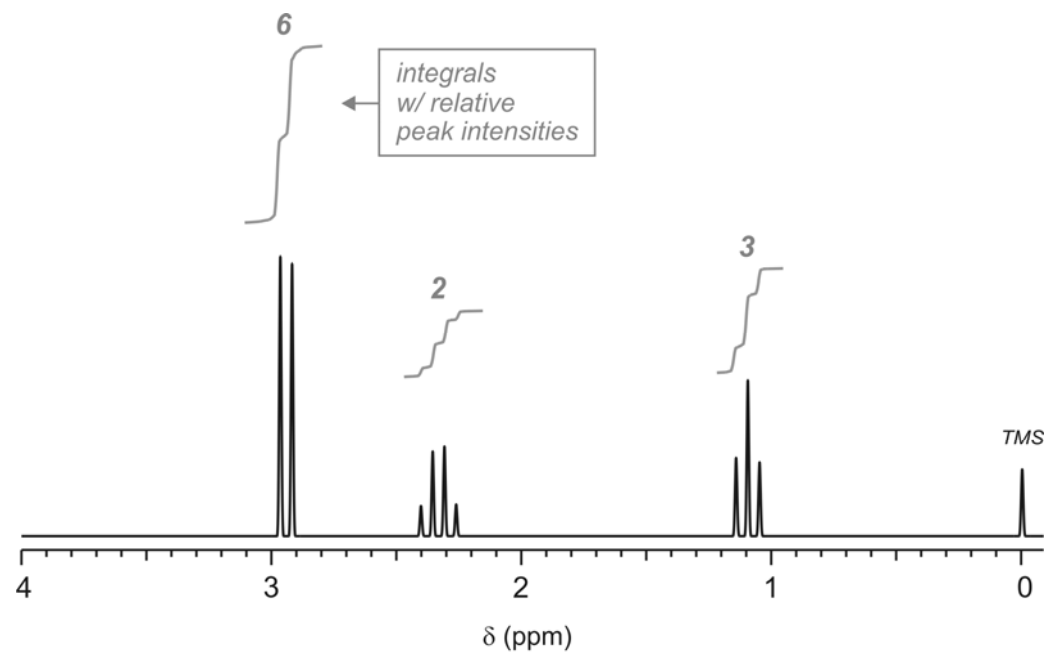 6
integrals
w/ relative
peak intensities
2
3
TMS
4 3 2 1 0
δ (ppm)